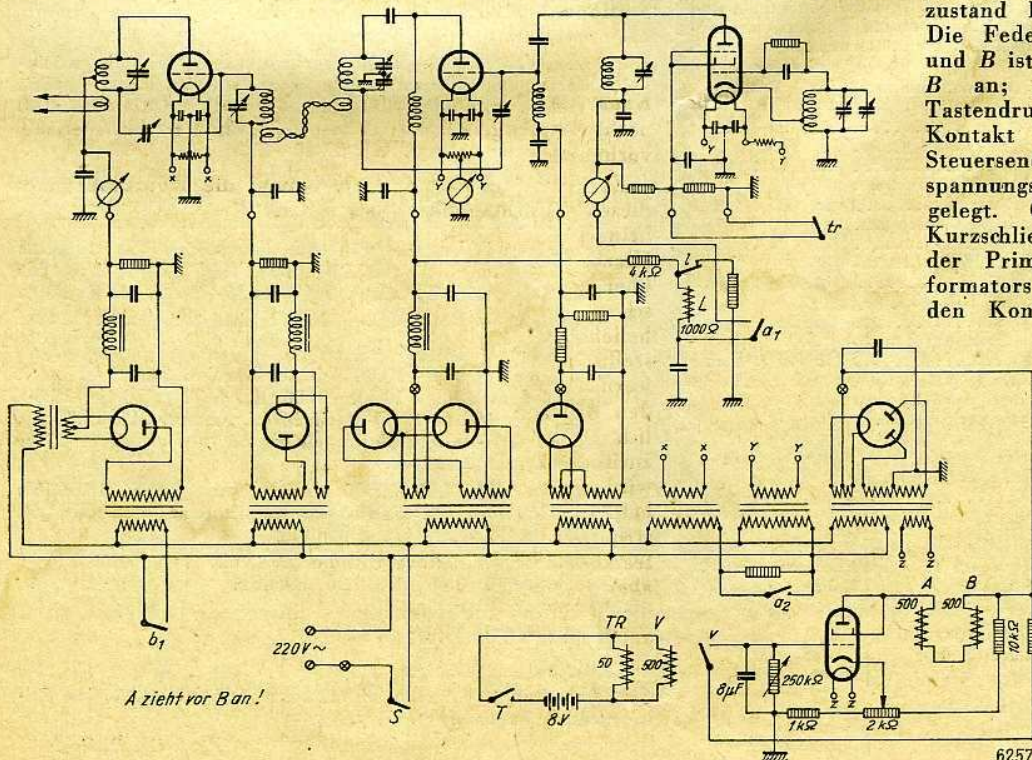 zustand
Die Fede
und B ist
B an;
Tastendru
Kontakt
Steuersen
spannungs
gelegt.
Kurzschlie
der Prim
formators
den Kon
x x
Y Y
Y Y
tr
4 kΩ
l
L
1000Ω
a₁
X X Y Y
Z Z
a₂
b₁
220V~
S
A zieht vor B an!
TR V
50 500
T 8V
v
8µF
250kΩ
Z Z
1kΩ
2kΩ
A B
500 500
10kΩ
6257